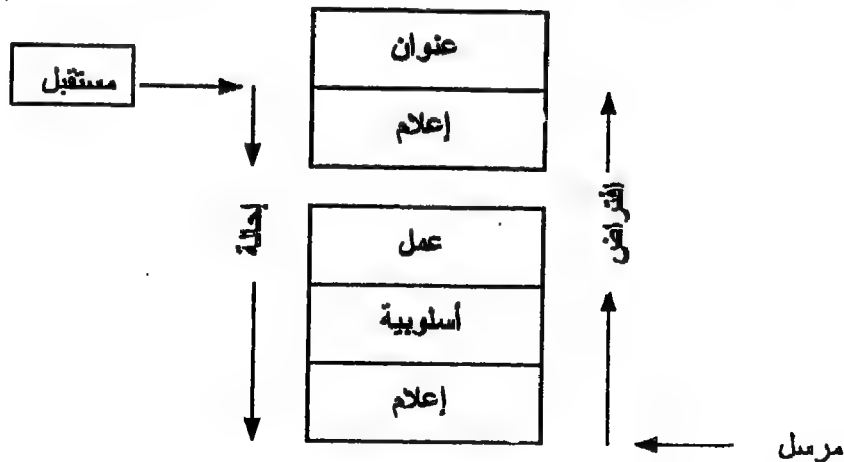 عنوان
مستقبل
إعلام
إحالة
افتراض
عمل
أسلوبية
إعلام
مرسل